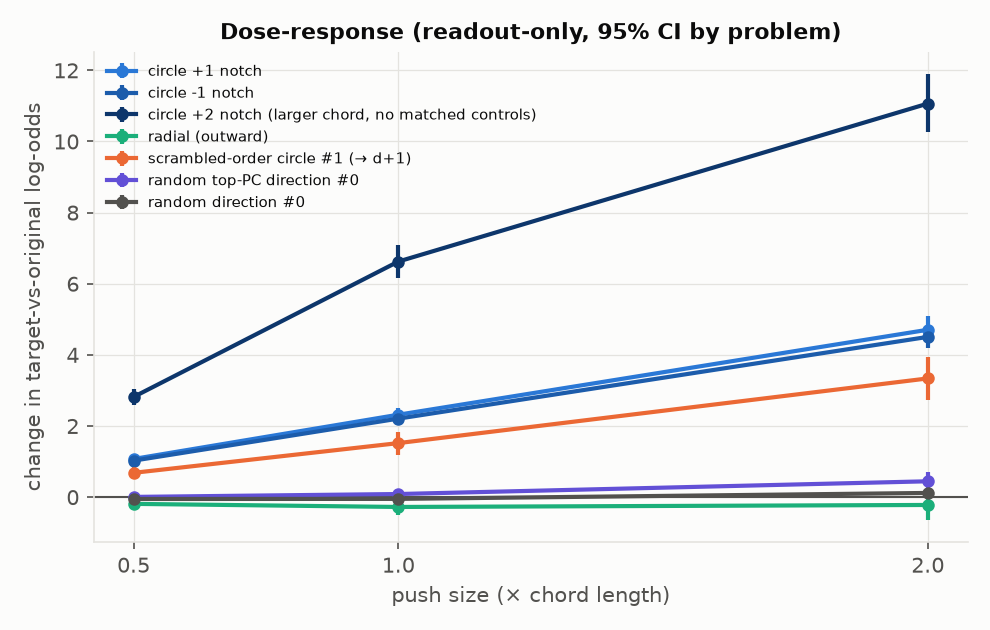 Dose-response (readout-only, 95% CI by problem)
circle +1 notch
circle -1 notch
circle +2 notch (larger chord, no matched controls)
radial (outward)
scrambled-order circle #1 (→ d+1)
random top-PC direction #0
random direction #0
change in target-vs-original log-odds
12
10
8
6
4
2
0
0.5
1.0
2.0
push size (× chord length)